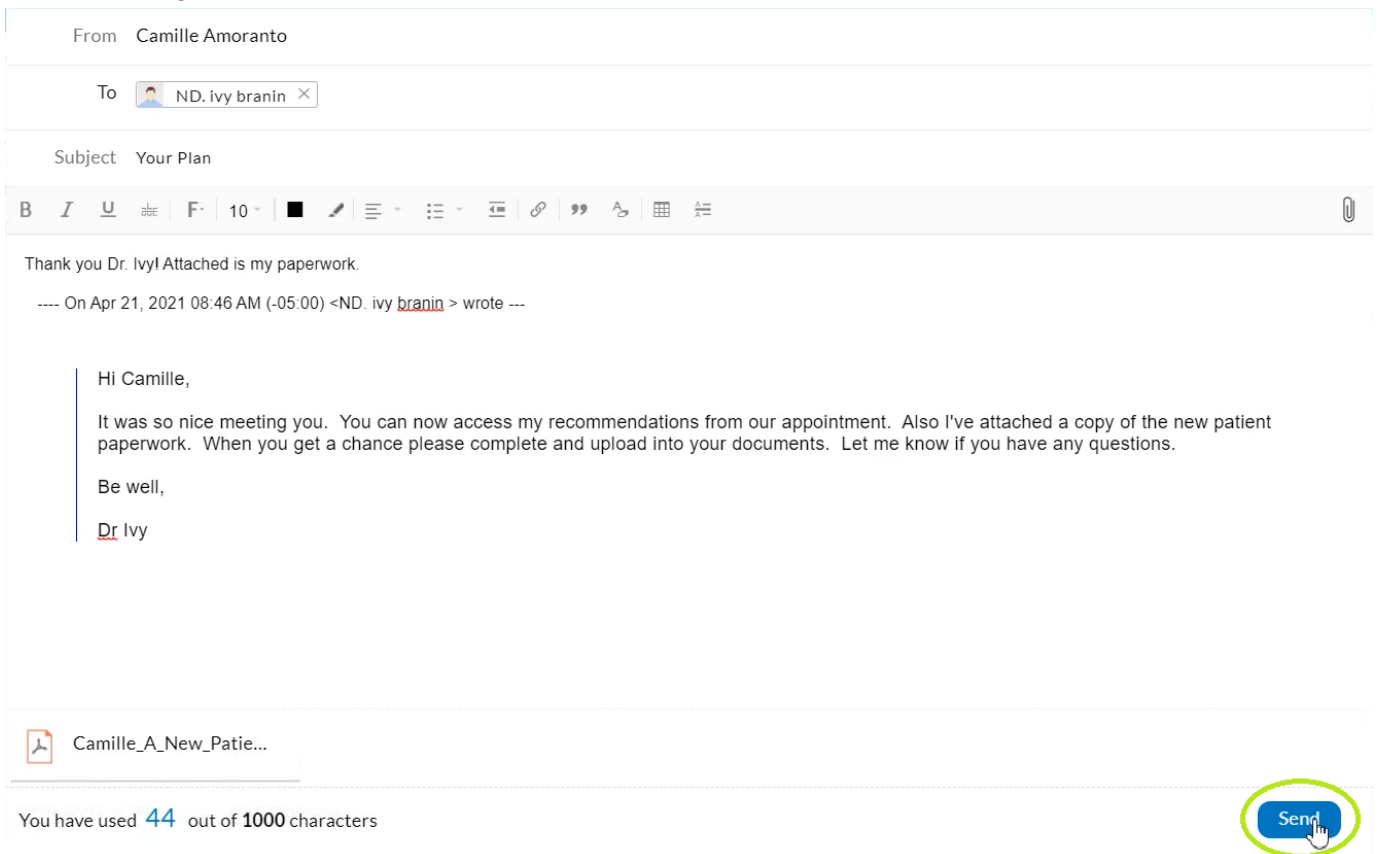 From Camille Amoranto
To ND. ivy branin ×
Subject Your Plan
B I U abc F 10
Thank you Dr. Ivy! Attached is my paperwork.
---- On Apr 21, 2021 08:46 AM (-05:00) <ND. ivy branin > wrote ---
Hi Camille,
It was so nice meeting you.  You can now access my recommendations from our appointment.  Also I've attached a copy of the new patient
paperwork.  When you get a chance please complete and upload into your documents.  Let me know if you have any questions.
Be well,
Dr Ivy
Camille_A_New_Patie...
You have used 44 out of 1000 characters
Send